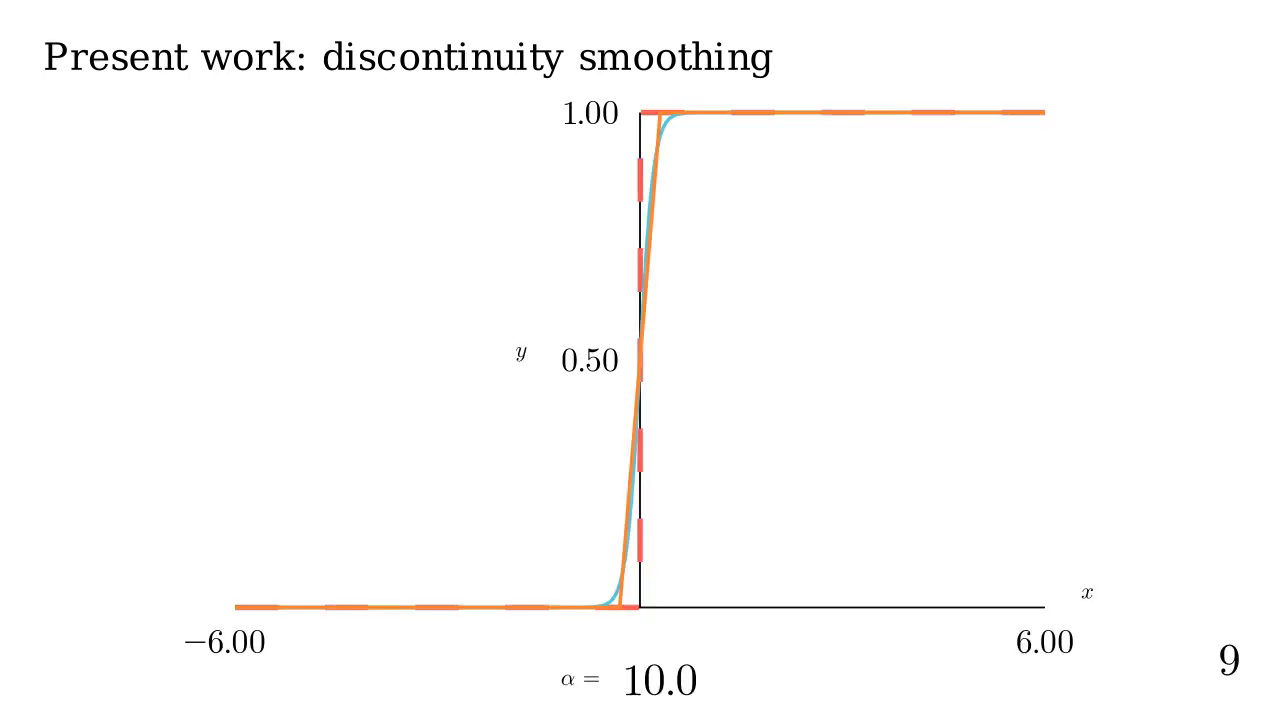 Present work: discontinuity smoothing
1.00
y
0.50
x
−6.00
6.00
α = 10.0
9